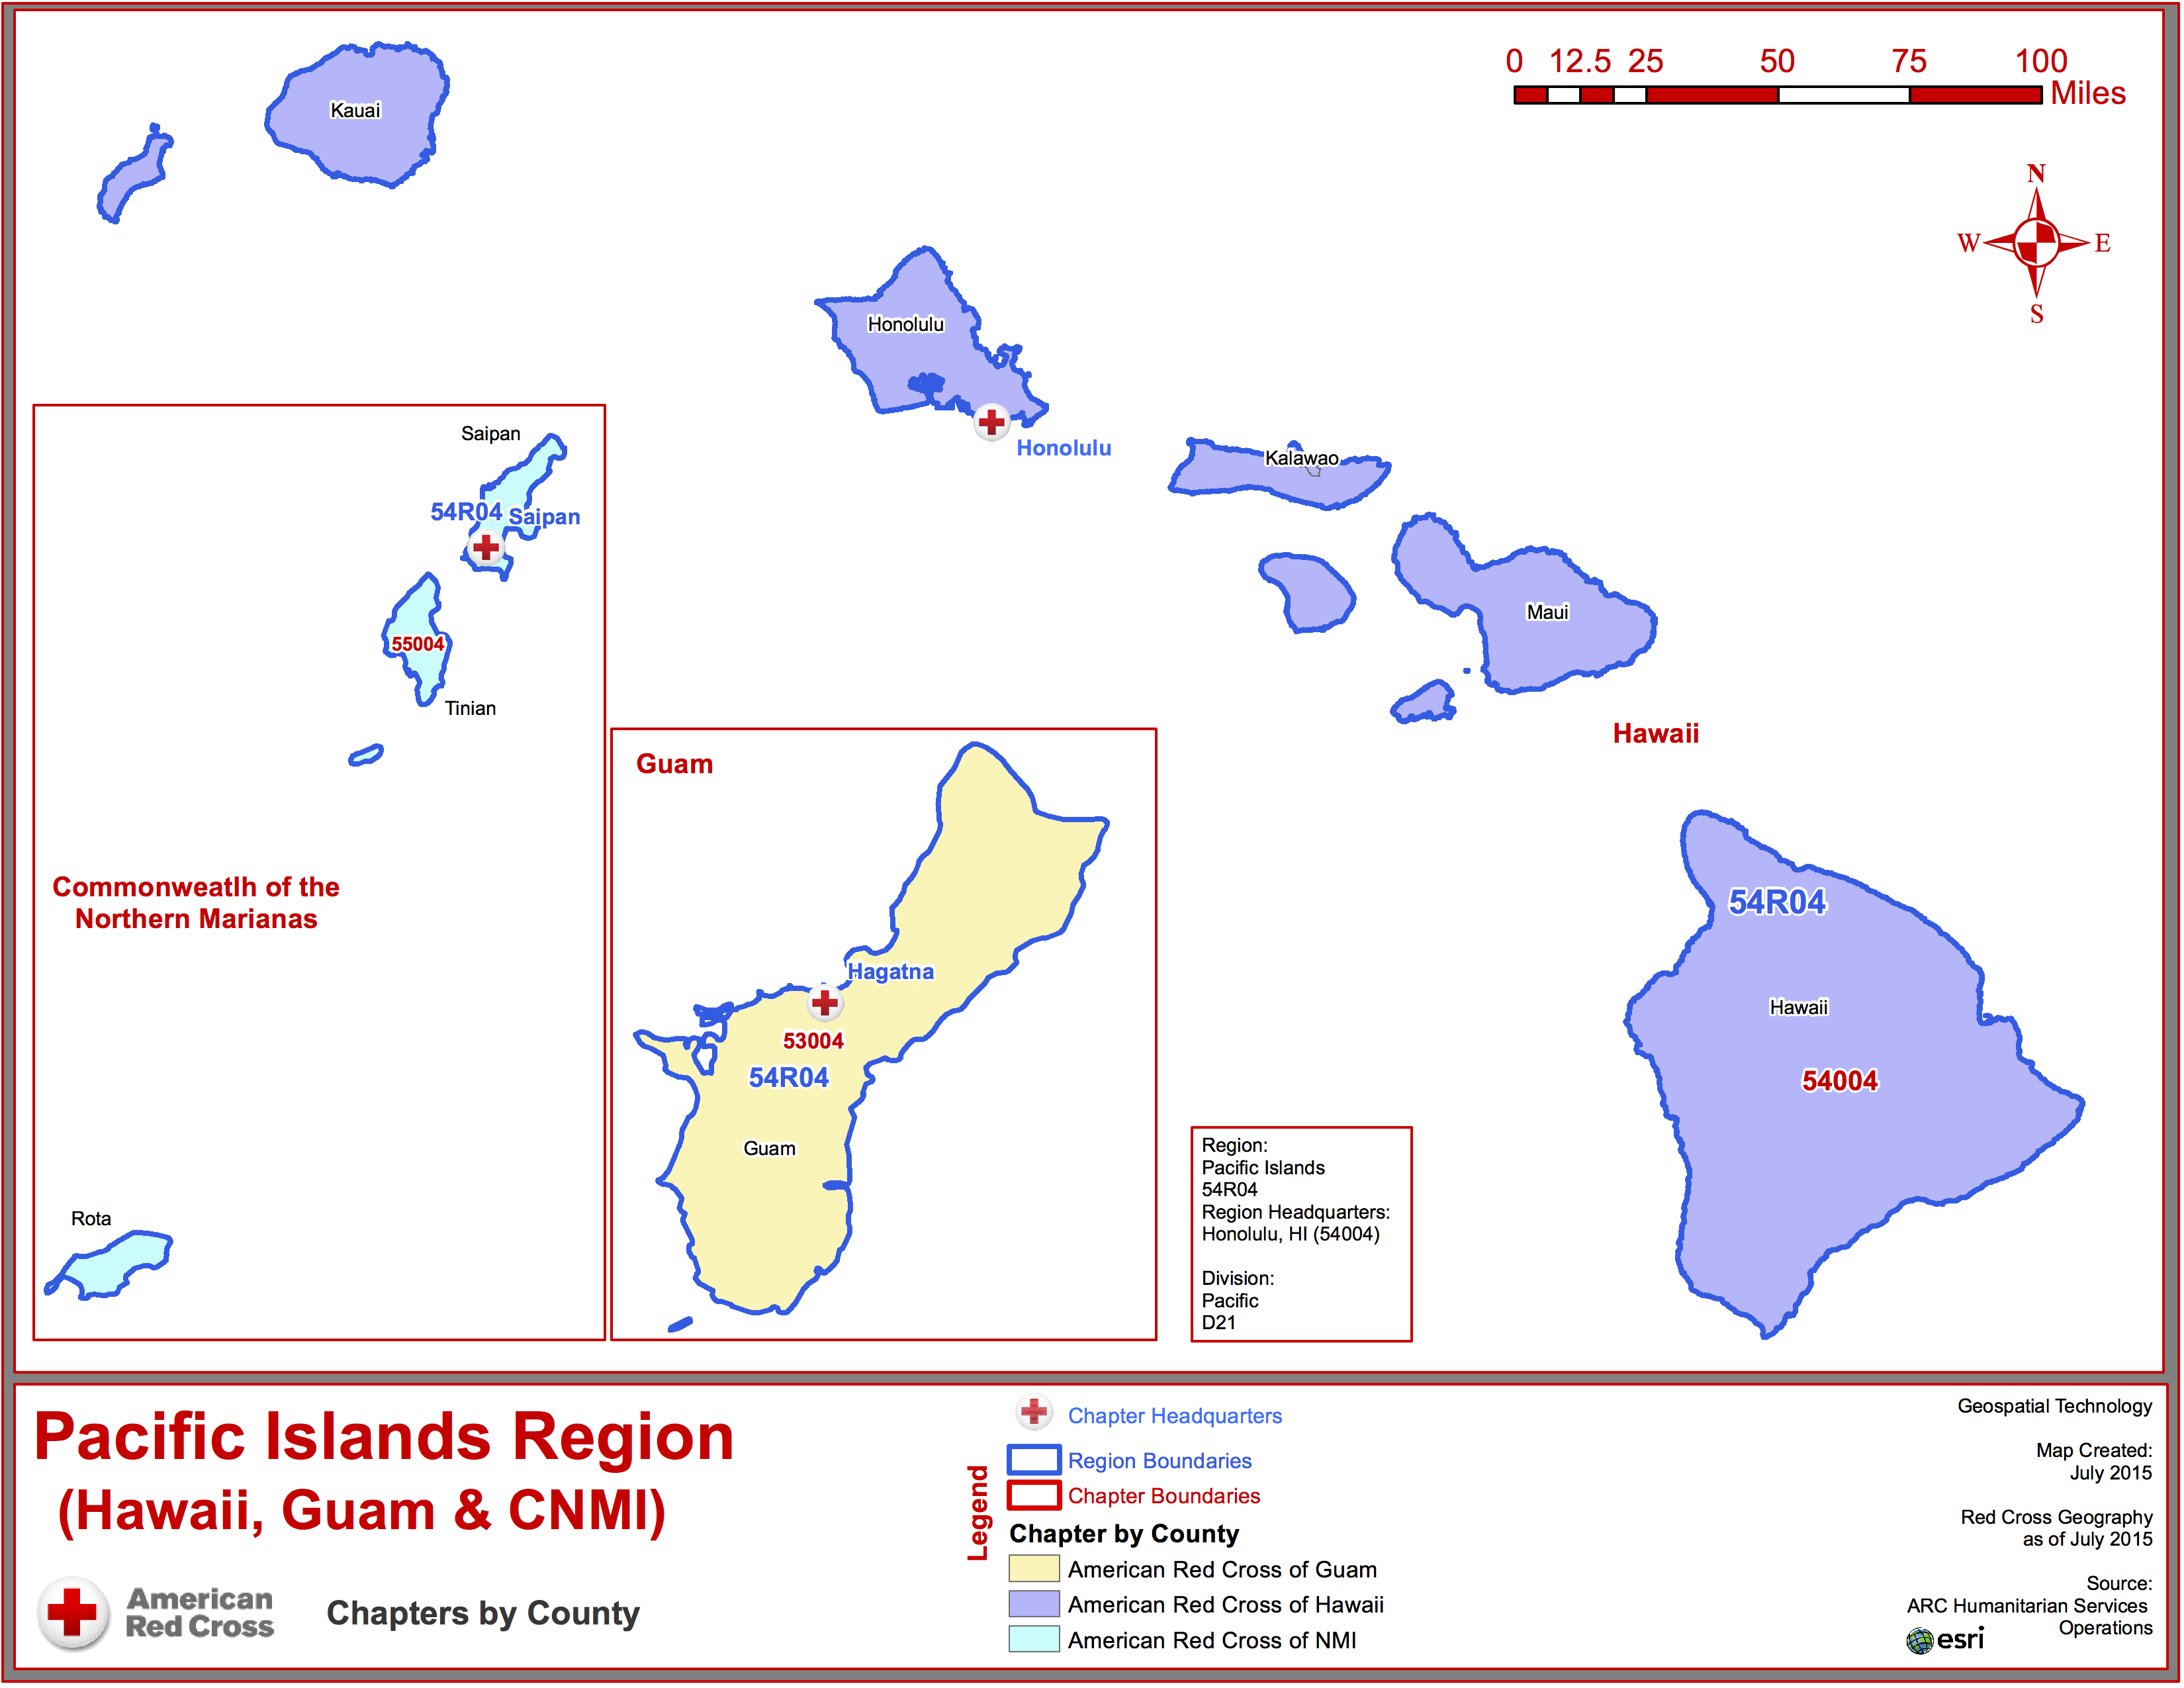 0 12.5 25 50 75 100
Miles
N
W E
S
Kauai
Honolulu
Honolulu
Kalawao
Maui
Hawaii
54R04
Hawaii
54004
Saipan
54R04 Saipan
55004
Tinian
Commonweatlh of the
Northern Marianas
Rota
Guam
Hagatna
53004
54R04
Guam
Region:
Pacific Islands
54R04
Region Headquarters:
Honolulu, HI (54004)
Division:
Pacific
D21
Pacific Islands Region
(Hawaii, Guam & CNMI)
American
Red Cross
Chapters by County
Legend
Chapter Headquarters
Region Boundaries
Chapter Boundaries
Chapter by County
American Red Cross of Guam
American Red Cross of Hawaii
American Red Cross of NMI
Geospatial Technology
Map Created:
July 2015
Red Cross Geography
as of July 2015
Source:
ARC Humanitarian Services
Operations
esri